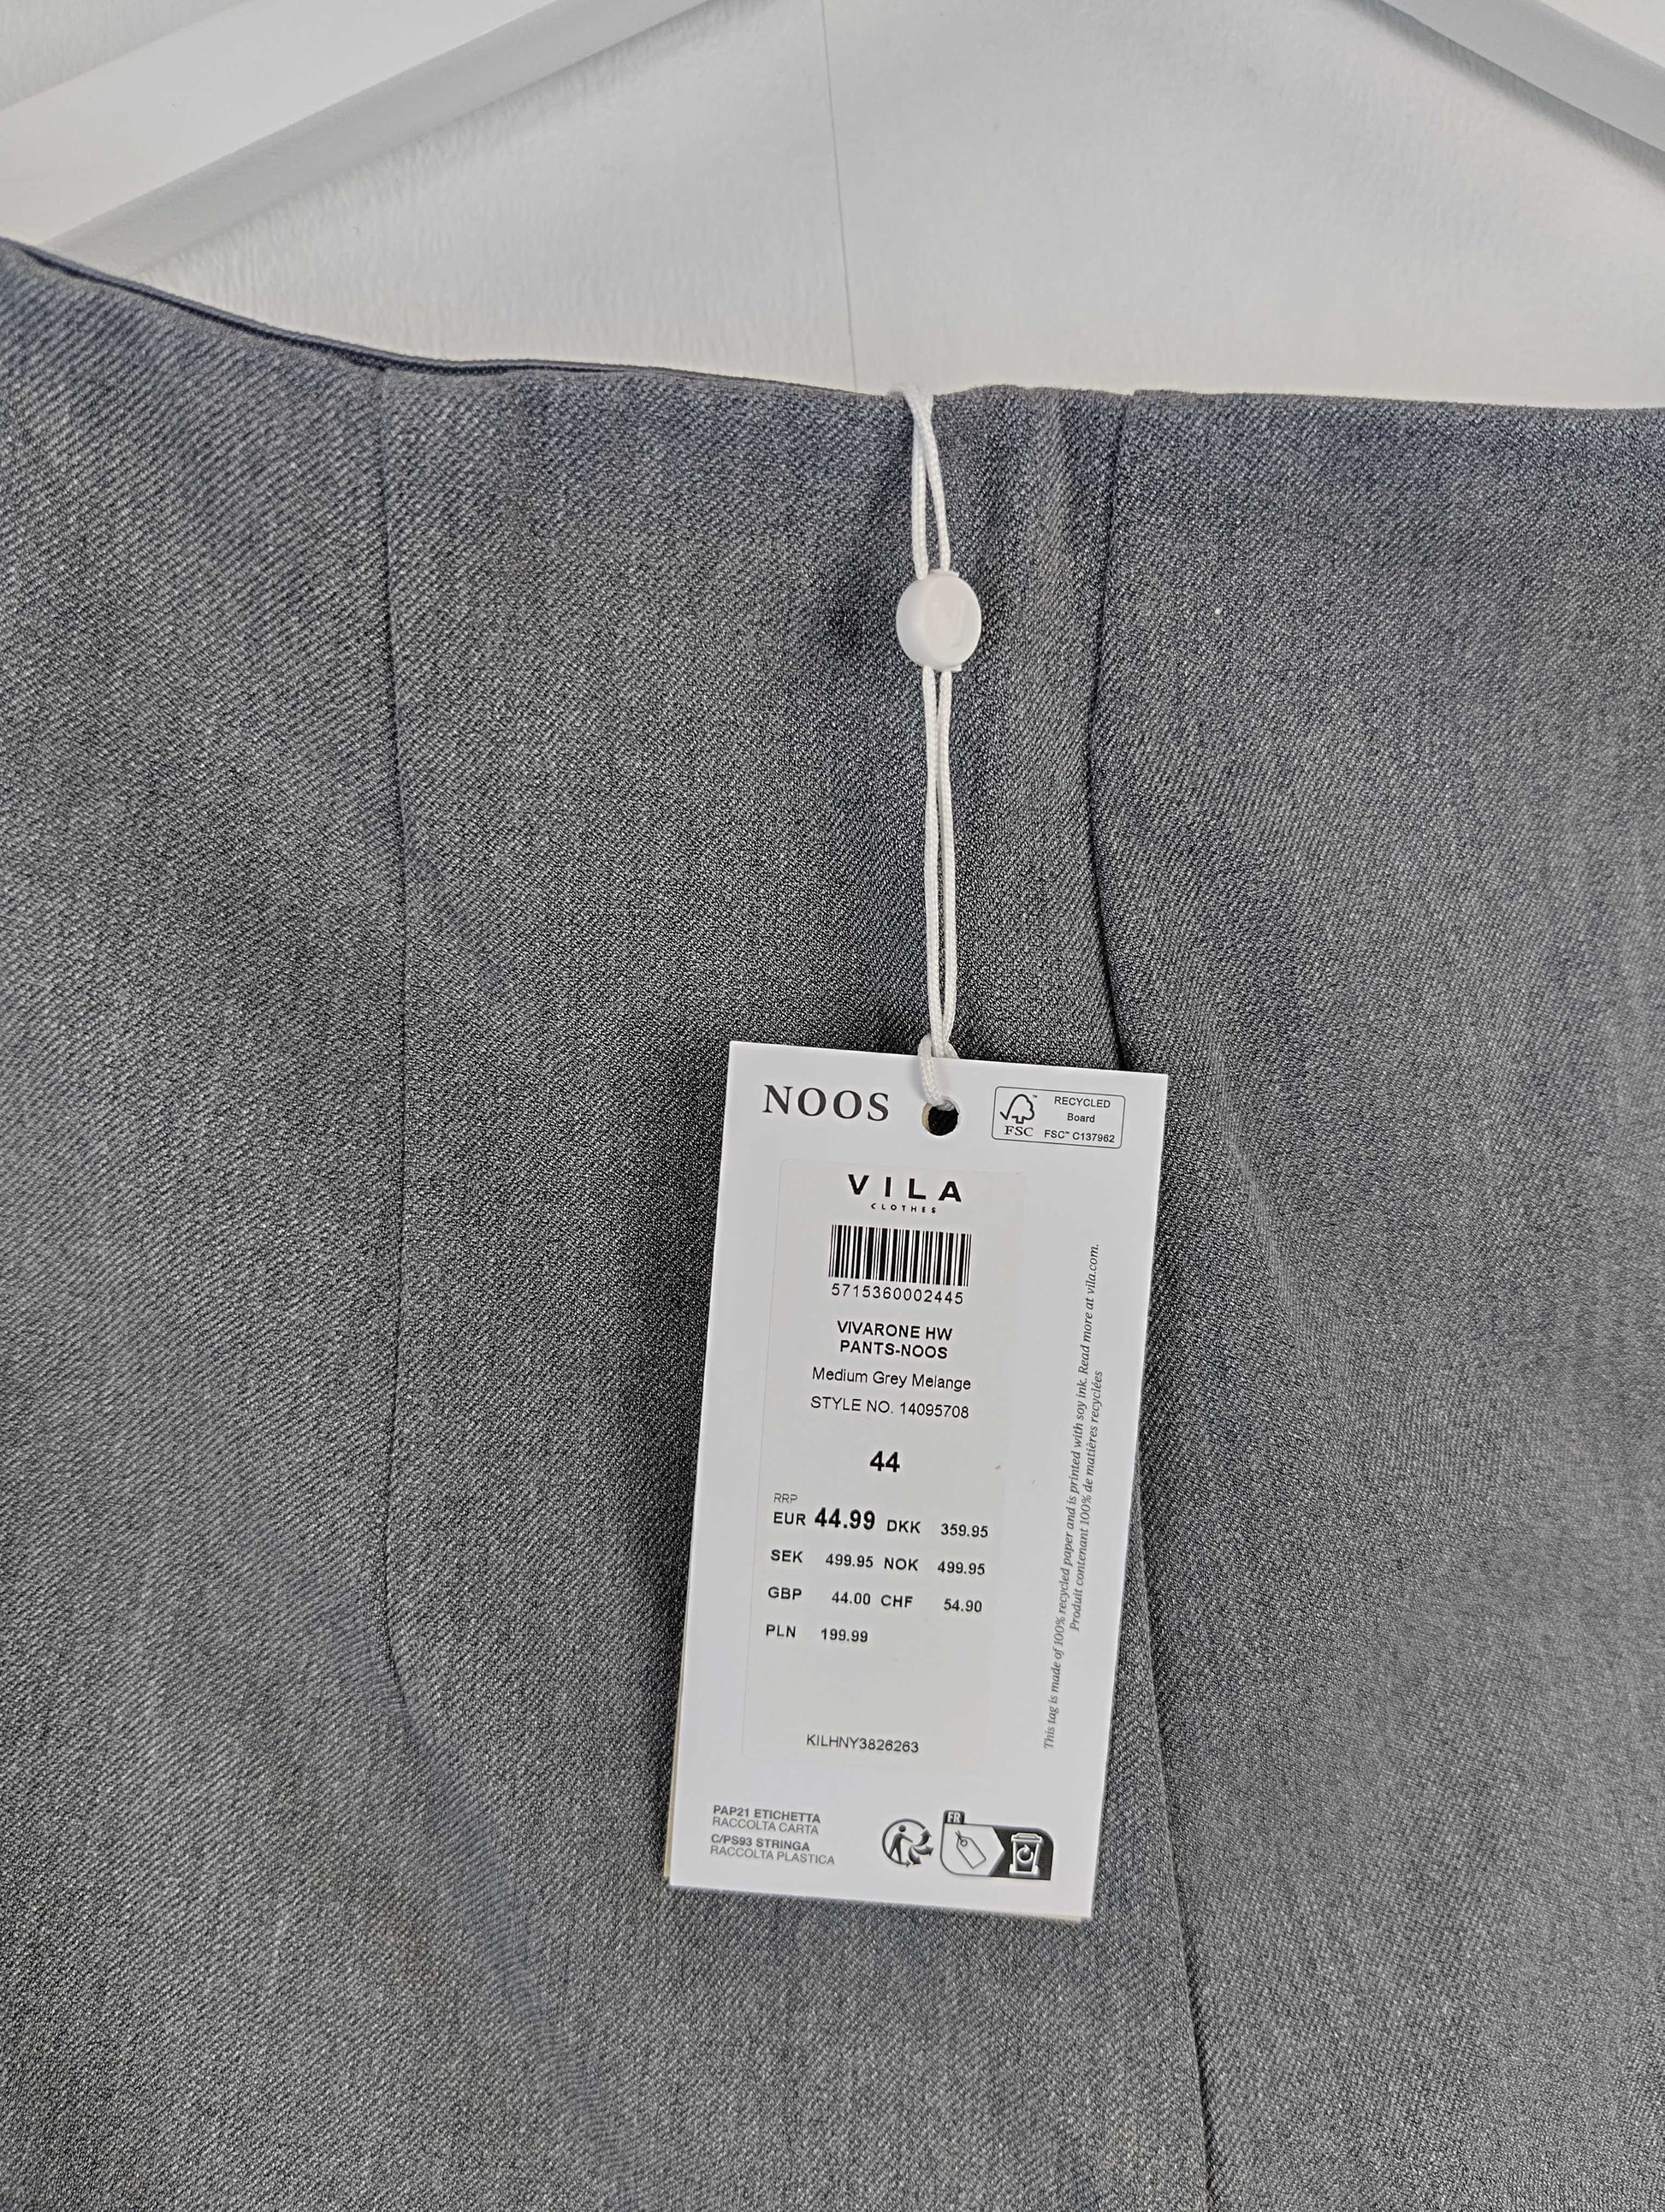 NOOS
FSC
RECYCLED
Board
FSC™ C137962
VILA
CLOTHES
5715360002445
VIVARONE HW
PANTS-NOOS
Medium Grey Melange
STYLE NO. 14095708
44
RRP
EUR 44.99 DKK 359.95
SEK 499.95 NOK 499.95
GBP 44.00 CHF 54.90
PLN 199.99
KILHNY3826263
This tag is made of 100% recycled paper and is printed with soy ink. Read more at vila.com.
Produit contenant 100% de matières recyclées
PAP21 ETICHETTA
RACCOLTA CARTA
C/PS93 STRINGA
RACCOLTA PLASTICA
FR